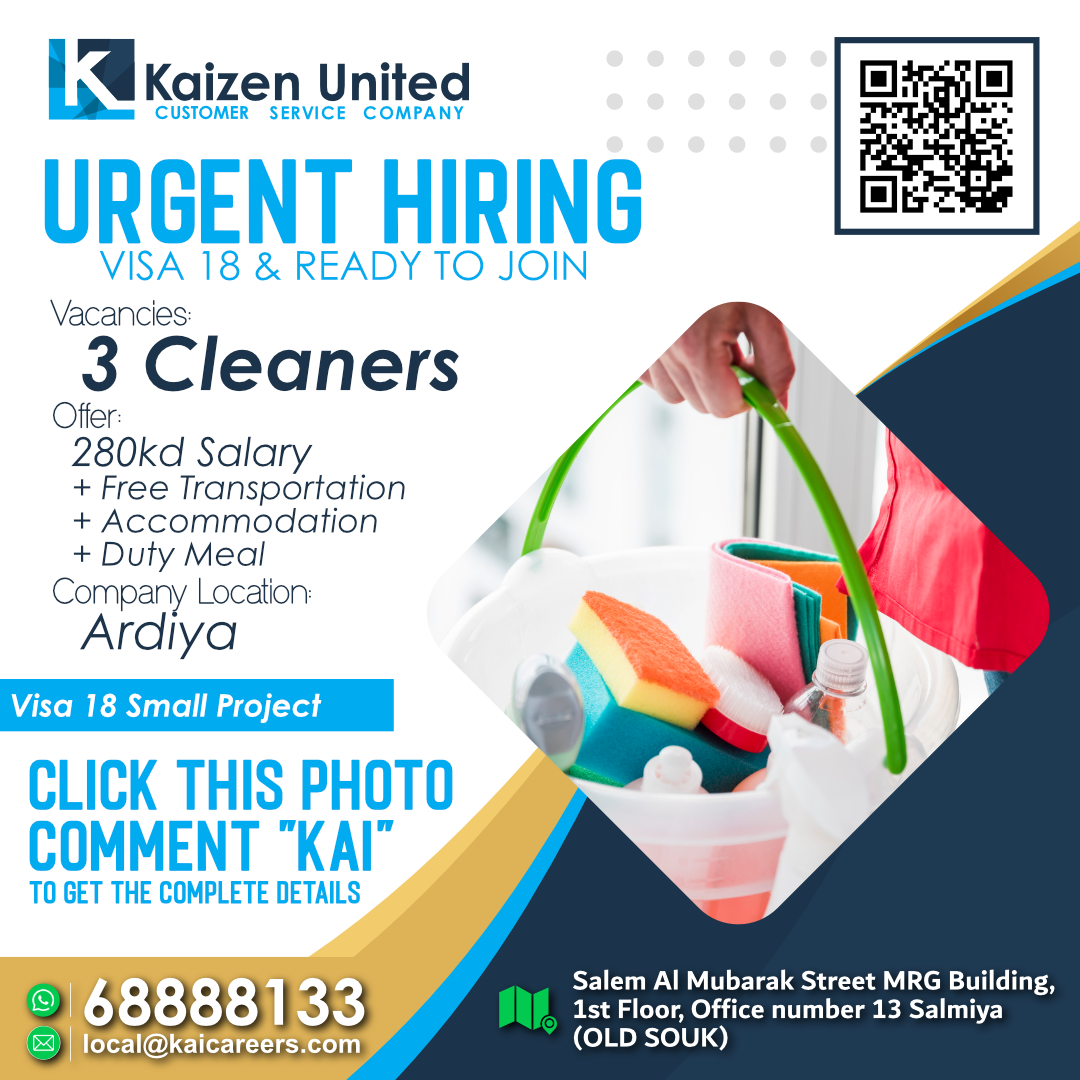 K Kaizen United
CUSTOMER SERVICE COMPANY
URGENT HIRING
VISA 18 & READY TO JOIN
Vacancies:
3 Cleaners
Offer:
280kd Salary
+ Free Transportation
+ Accommodation
+ Duty Meal
Company Location:
Ardiya
Visa 18 Small Project
CLICK THIS PHOTO
COMMENT "KAI"
TO GET THE COMPLETE DETAILS
68888133
local@kaicareers.com
Salem Al Mubarak Street MRG Building,
1st Floor, Office number 13 Salmiya
(OLD SOUK)